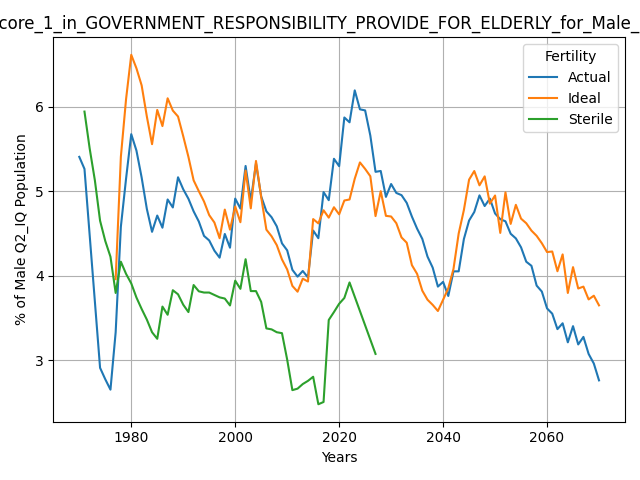 core_1_in_GOVERNMENT_RESPONSIBILITY_PROVIDE_FOR_ELDERLY_for_Male_
Fertility
Actual
Ideal
Sterile
% of Male Q2_IQ Population
6
5
4
3
1980 2000 2020 2040 2060
Years